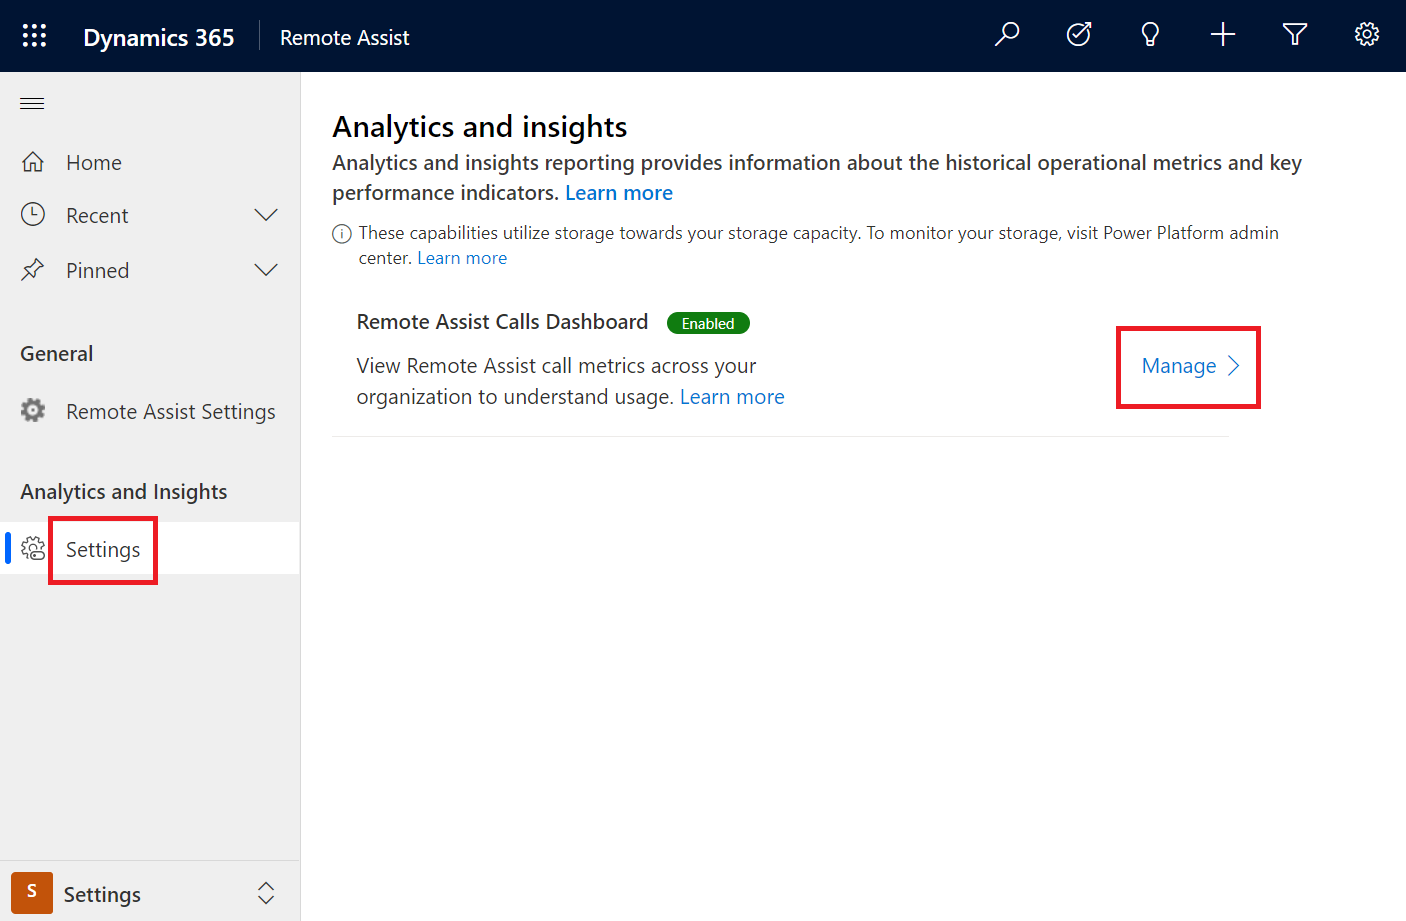 Dynamics 365
Remote Assist
Home
Recent
Pinned
General
Remote Assist Settings
Analytics and Insights
Settings
S
Settings
Analytics and insights
Analytics and insights reporting provides information about the historical operational metrics and key
performance indicators. Learn more
These capabilities utilize storage towards your storage capacity. To monitor your storage, visit Power Platform admin
center. Learn more
Remote Assist Calls Dashboard
Enabled
View Remote Assist call metrics across your
organization to understand usage. Learn more
Manage